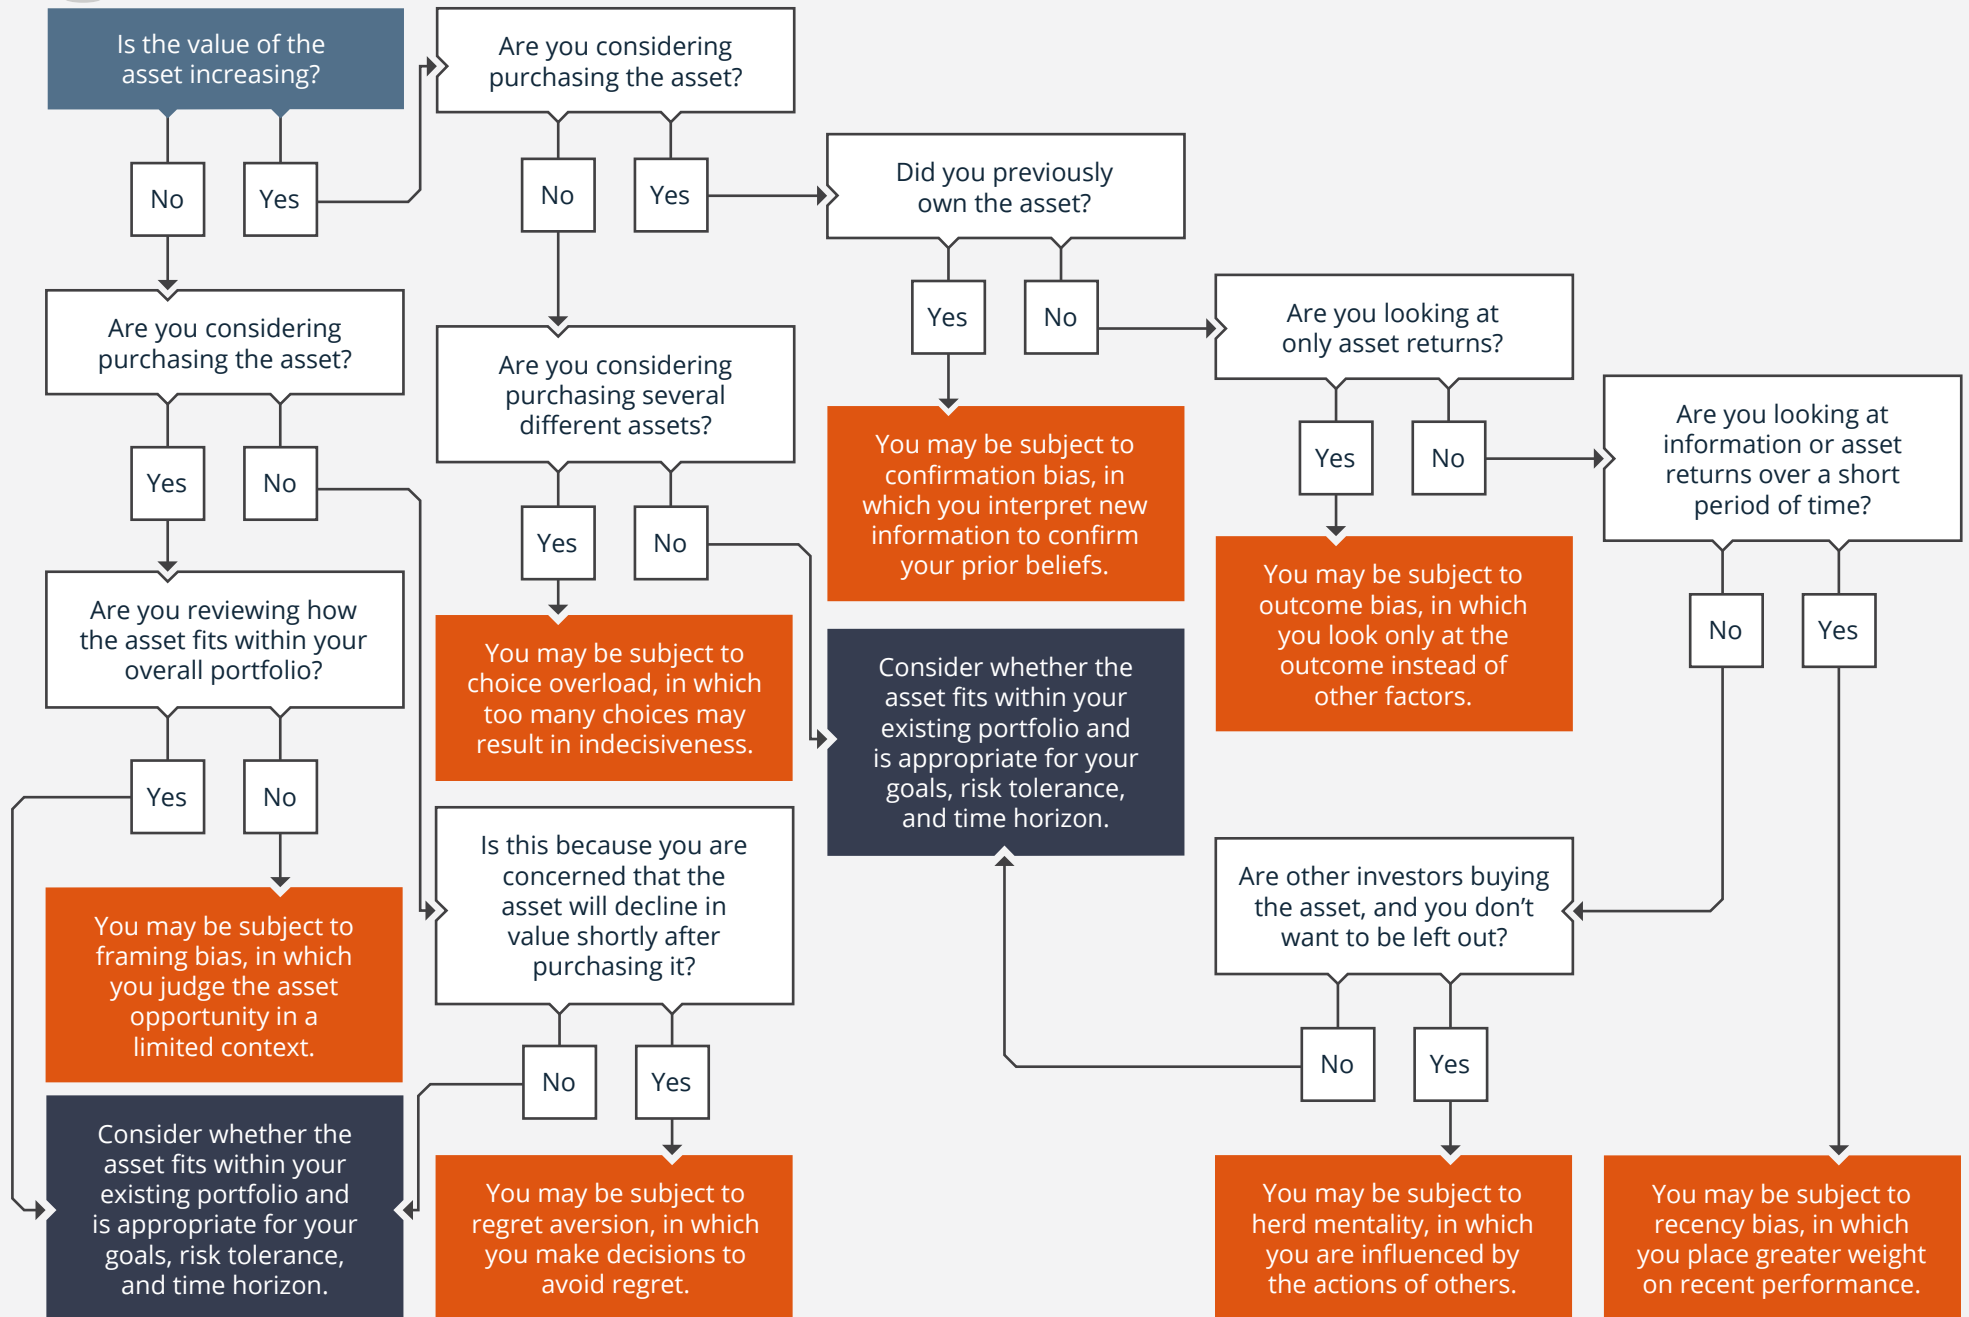 Is the value of the
asset increasing?
No
Yes
Are you considering
purchasing the asset?
No
Yes
Did you previously
own the asset?
Yes
No
Are you looking at
only asset returns?
Yes
No
Are you looking at
information or asset
returns over a short
period of time?
No
Yes
Are you considering
purchasing the asset?
Yes
No
Are you considering
purchasing several
different assets?
Yes
No
You may be subject to
confirmation bias, in
which you interpret new
information to confirm
your prior beliefs.
You may be subject to
outcome bias, in which
you look only at the
outcome instead of
other factors.
Are you reviewing how
the asset fits within your
overall portfolio?
Yes
No
You may be subject to
choice overload, in which
too many choices may
result in indecisiveness.
Consider whether the
asset fits within your
existing portfolio and
is appropriate for your
goals, risk tolerance,
and time horizon.
You may be subject to
framing bias, in which
you judge the asset
opportunity in a
limited context.
Is this because you are
concerned that the
asset will decline in
value shortly after
purchasing it?
No
Yes
Are other investors buying
the asset, and you don't
want to be left out?
No
Yes
Consider whether the
asset fits within your
existing portfolio and
is appropriate for your
goals, risk tolerance,
and time horizon.
You may be subject to
regret aversion, in which
you make decisions to
avoid regret.
You may be subject to
herd mentality, in which
you are influenced by
the actions of others.
You may be subject to
recency bias, in which
you place greater weight
on recent performance.